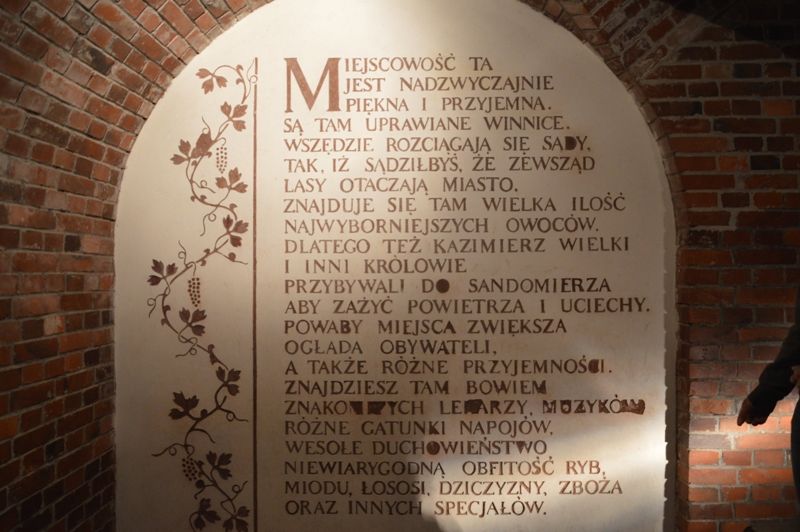 MIEJSCOWOŚĆ TA
JEST NADZWYCZAJNIE
PIĘKNA I PRZYJEMNA.
SĄ TAM UPRAWIANE WINNICE.
WSZĘDZIE ROZCIĄGAJĄ SIĘ SADY,
TAK, IŻ SĄDZIŁBYŚ, ŻE ZEWSZĄD
LASY OTACZAJĄ MIASTO.
ZNAJDUJE SIĘ TAM WIELKA ILOŚĆ
NAJWYBORNIEJSZYCH OWOCÓW.
DLATEGO TEŻ KAZIMIERZ WIELKI
I INNI KRÓLOWIE
PRZYBYWALI DO SANDOMIERZA
ABY ZAŻYĆ POWIETRZA I UCIECHY.
POWABY MIEJSCA ZWIĘKSZA
OGŁADA OBYWATELI,
A TAKŻE RÓŻNE PRZYJEMNOŚCI.
ZNAJDZIESZ TAM BOWIEM
ZNAKOMITYCH LEKARZY, MUZYKÓW
RÓŻNE GATUNKI NAPOJÓW,
WESOŁE DUCHOWIEŃSTWO
NIEWIARYGODNĄ OBFITOŚĆ RYB,
MIODU, ŁOSOSI, DZICZYZNY, ZBOŻA
ORAZ INNYCH SPECJAŁÓW.